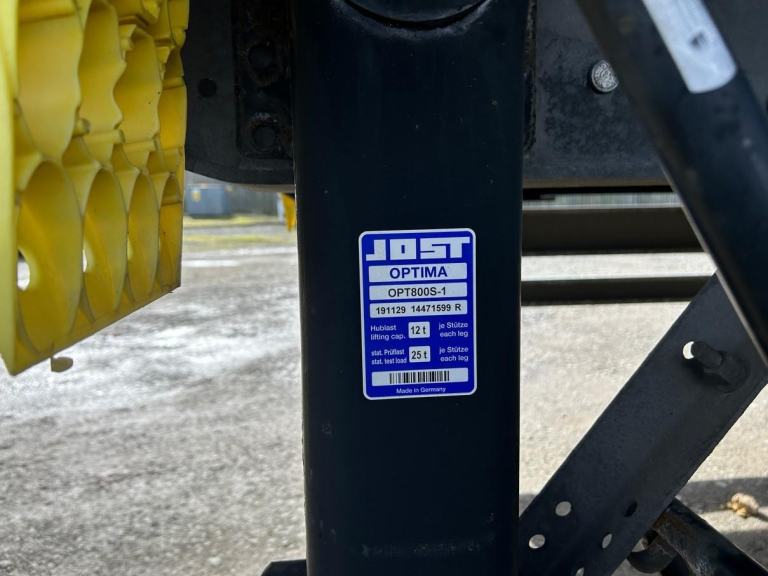 JOST
OPTIMA
OPT800S-1
191129 14471599 R
Hublast
lifting cap. 12 t je Stütze
each leg
stat. Prüflast
stat. test load 25 t je Stütze
each leg
Made in Germany